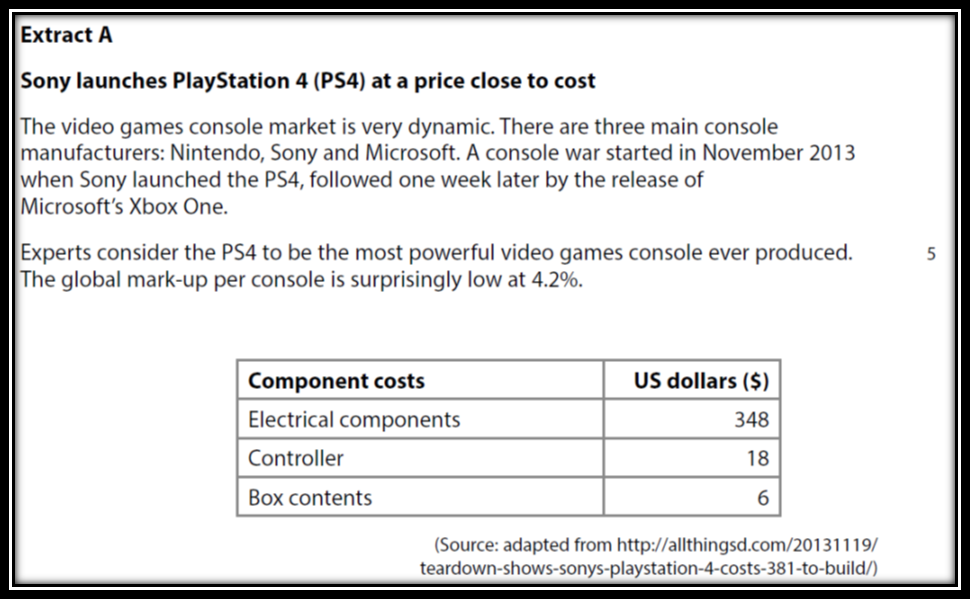 Extract A
Sony launches PlayStation 4 (PS4) at a price close to cost
The video games console market is very dynamic. There are three main console
manufacturers: Nintendo, Sony and Microsoft. A console war started in November 2013
when Sony launched the PS4, followed one week later by the release of
Microsoft’s Xbox One.
Experts consider the PS4 to be the most powerful video games console ever produced. 5
The global mark-up per console is surprisingly low at 4.2%.
Component costs US dollars ($)
Electrical components 348
Controller 18
Box contents 6
(Source: adapted from http://allthingsd.com/20131119/
teardown-shows-sonys-playstation-4-costs-381-to-build/)